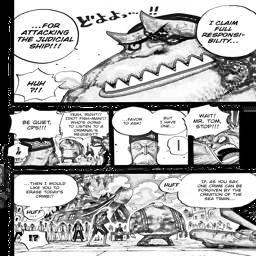 ...FOR
ATTACKING
THE JUDICIAL
SHIP!!!
どよよっ…!!
I CLAIM
FULL
RESPONSI-
BILITY...
HUH
?!!
BE QUIET,
CP5!!!
YEAH, RIGHT!!
IDIOT FISH-MAN!!
WHO'S GOING
TO LISTEN TO
A CRIMINAL'S
REQUEST?
...FAVOR
TO ASK!
BUT
I HAVE
ONE...
!
WAIT!
MR. TOM,
STOP!!!
...THEN I WOULD
LIKE YOU TO
ERASE TODAY'S
CRIME!!
HUFF
HUFF
IF, AS YOU SAY,
ONE CRIME CAN BE
FORGIVEN BY THE
CREATION OF THE
SEA TRAIN...
!?